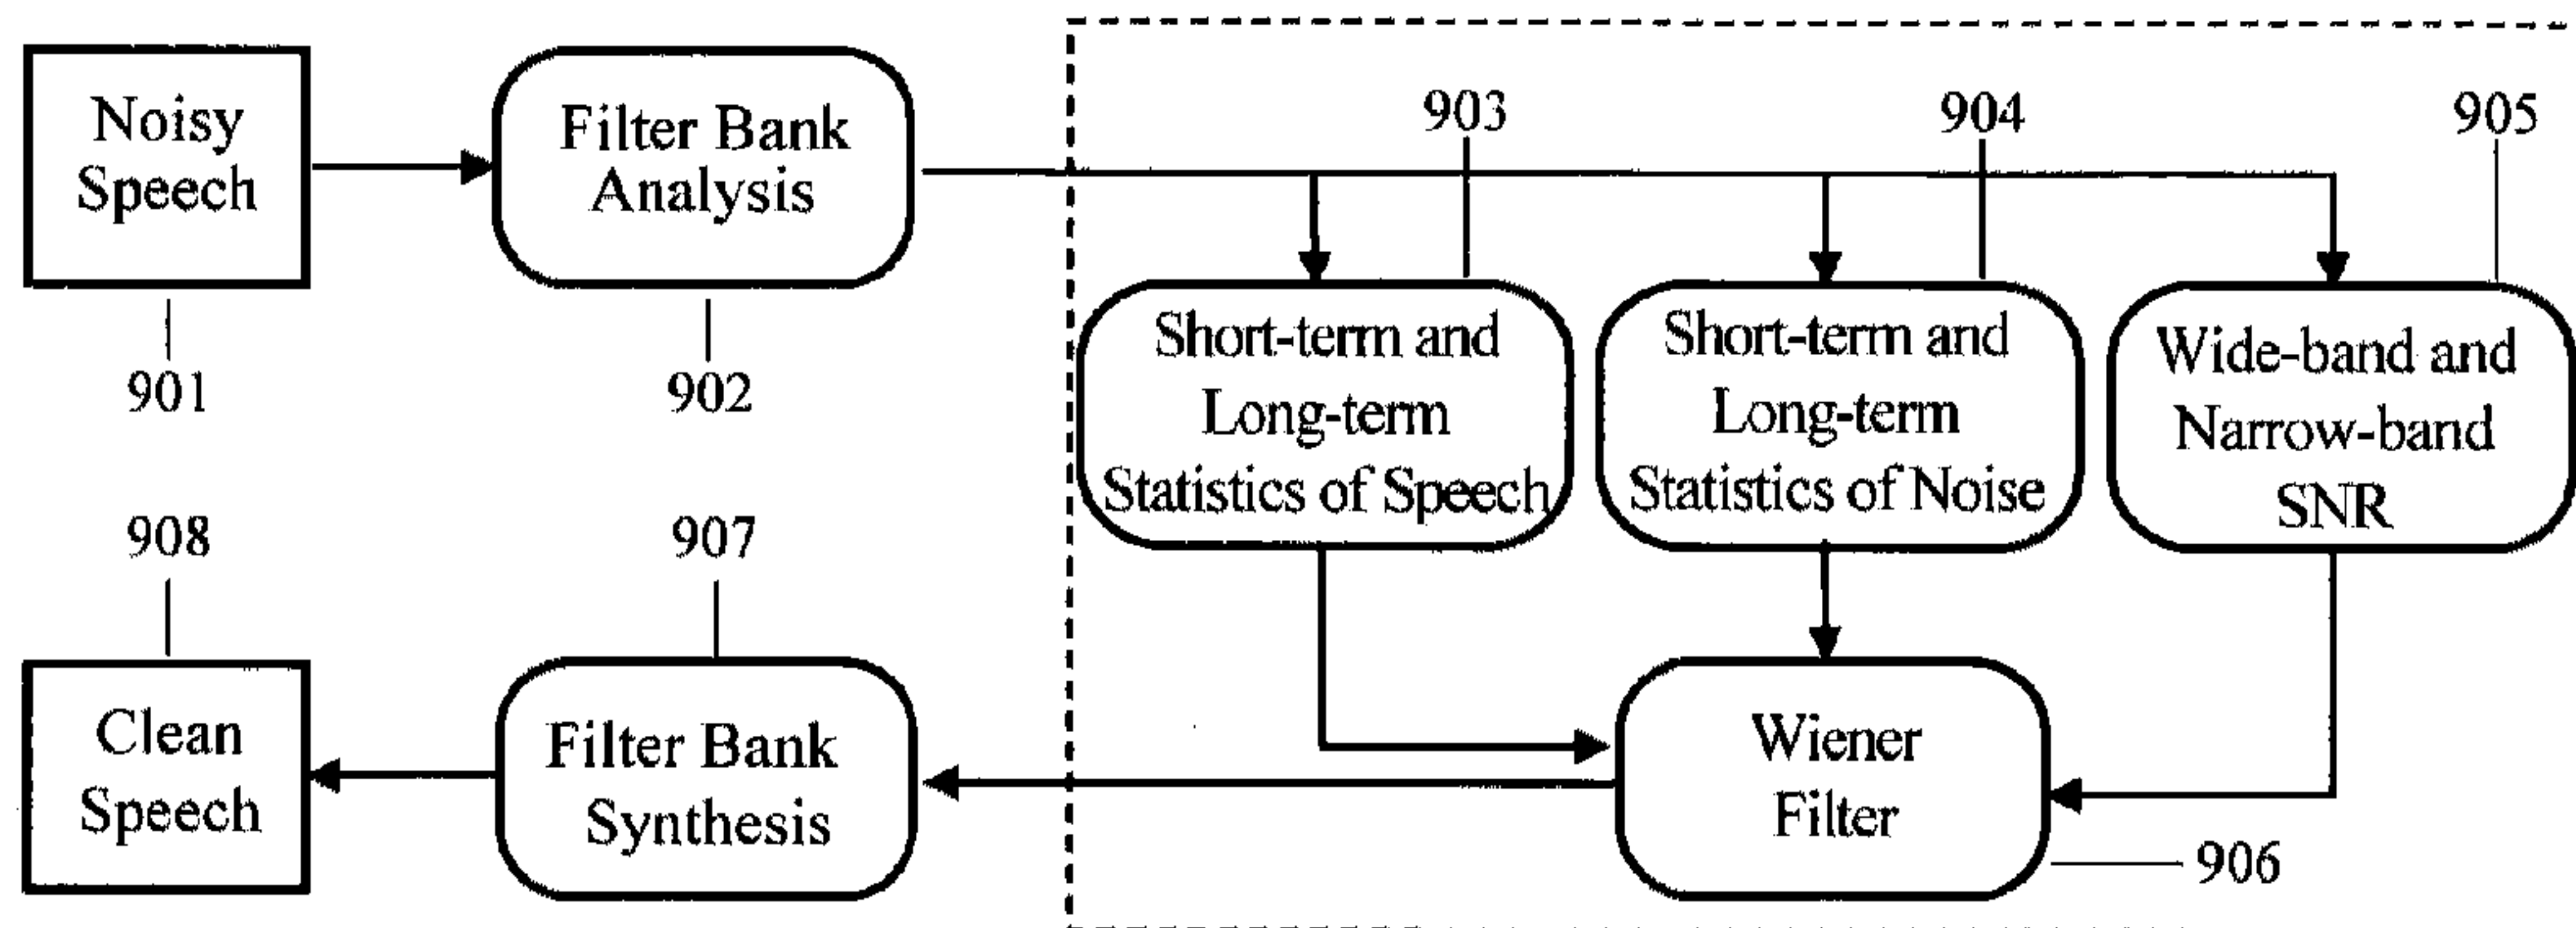 Noisy
Speech
901
Filter Bank
Analysis
902
903
Short-term and
Long-term
Statistics of Speech
904
Short-term and
Long-term
Statistics of Noise
905
Wide-band and
Narrow-band
SNR
Wiener
Filter
906
907
Filter Bank
Synthesis
908
Clean
Speech